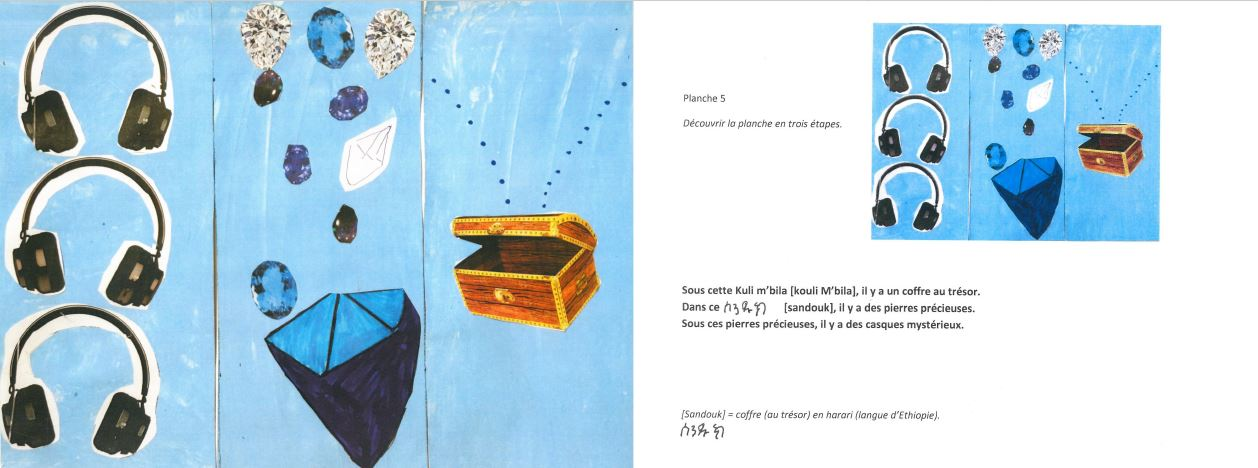 Planche 5
Découvrir la planche en trois étapes.
Sous cette Kuli m’bila [kouli M’bila], il y a un coffre au trésor.
Dans ce [sandouk], il y a des pierres précieuses.
Sous ces pierres précieuses, il y a des casques mystérieux.
[Sandouk] = coffre (au trésor) en harari (langue d’Ethiopie).